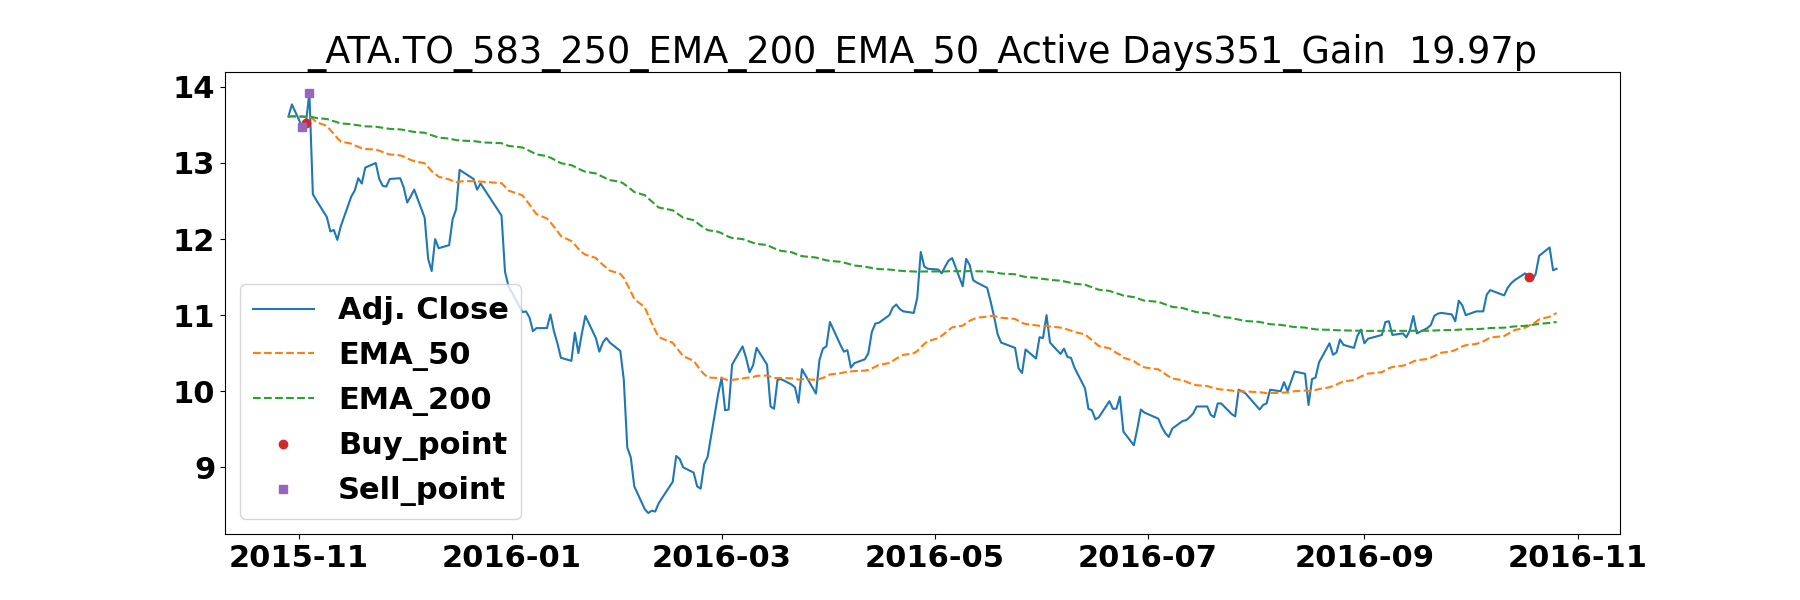 _ATA.TO_583_250_EMA_200_EMA_50_Active Days351_Gain  19.97p
14
13
12
11
10
9
Adj. Close
EMA_50
EMA_200
Buy_point
Sell_point
2015-11 2016-01 2016-03 2016-05 2016-07 2016-09 2016-11